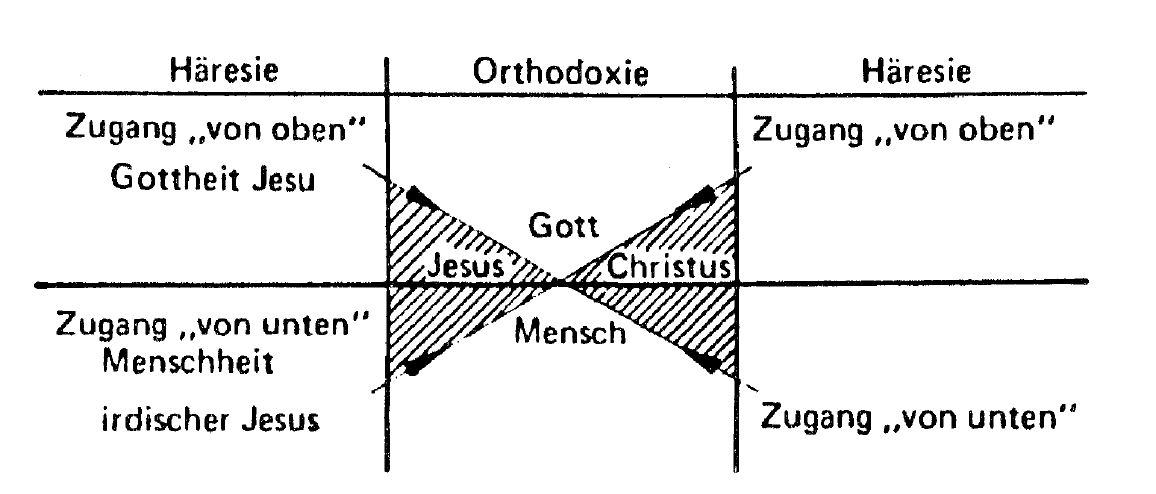 Häresie
Orthodoxie
Häresie
Zugang „von oben“
Gottheit Jesu
Zugang „von oben“
Gott
Jesus
Christus
Mensch
Zugang „von unten“
Menschheit
irdischer Jesus
Zugang „von unten“